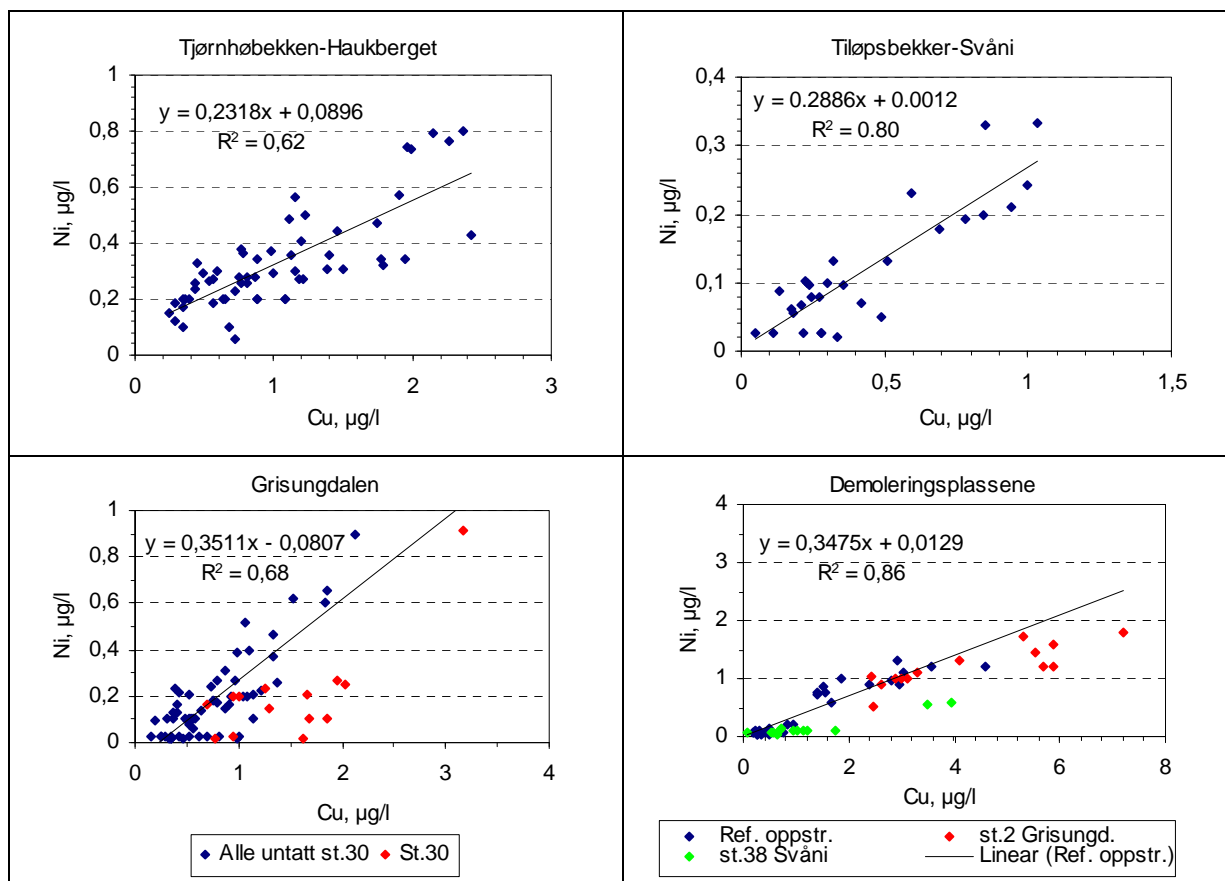 Tjørnhøbekken-Haukberget
y = 0,2318x + 0,0896
R² = 0,62
1
0,8
0,6
0,4
0,2
0
Ni, µg/l
0 1 2 3
Cu, µg/l
Tiløpsbekker-Svåni
y = 0.2886x + 0.0012
R² = 0.80
0,4
0,3
0,2
0,1
0
Ni, µg/l
0 0,5 1 1,5
Cu, µg/l
Grisungdalen
y = 0,3511x - 0,0807
R² = 0,68
1
0,8
0,6
0,4
0,2
0
Ni, µg/l
0 1 2 3 4
Cu, µg/l
Alle untatt st.30 St.30
Demoleringsplassene
y = 0,3475x + 0,0129
R² = 0,86
4
3
2
1
0
Ni, µg/l
0 2 4 6 8
Cu, µg/l
Ref. oppstr. st.2 Grisungd.
st.38 Svåni Linear (Ref. oppstr.)